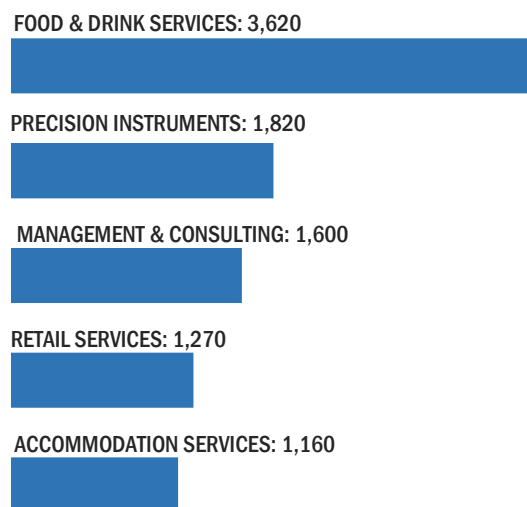 FOOD & DRINK SERVICES: 3,620
PRECISION INSTRUMENTS: 1,820
MANAGEMENT & CONSULTING: 1,600
RETAIL SERVICES: 1,270
ACCOMMODATION SERVICES: 1,160